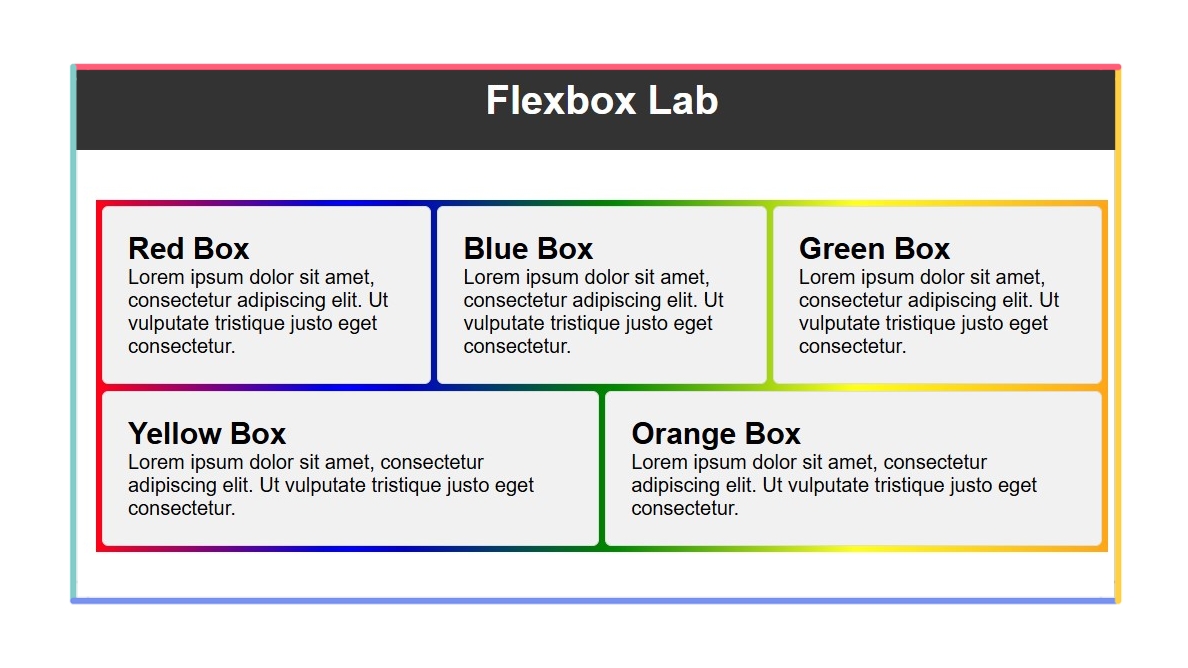 Flexbox Lab
Red Box
Lorem ipsum dolor sit amet,
consectetur adipiscing elit. Ut
vulputate tristique justo eget
consectetur.
Blue Box
Lorem ipsum dolor sit amet,
consectetur adipiscing elit. Ut
vulputate tristique justo eget
consectetur.
Green Box
Lorem ipsum dolor sit amet,
consectetur adipiscing elit. Ut
vulputate tristique justo eget
consectetur.
Yellow Box
Lorem ipsum dolor sit amet, consectetur
adipiscing elit. Ut vulputate tristique justo eget
consectetur.
Orange Box
Lorem ipsum dolor sit amet, consectetur
adipiscing elit. Ut vulputate tristique justo eget
consectetur.